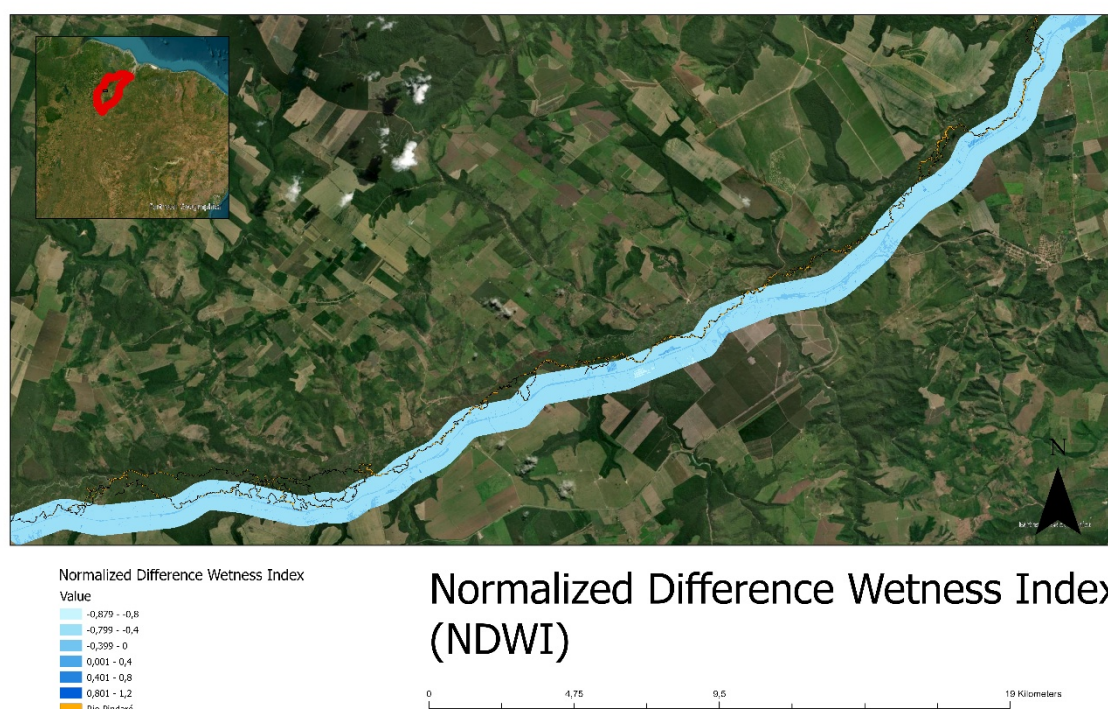 N
Normalized Difference Wetness Index
Value
-0,879 - -0,8
-0,799 - -0,4
-0,399 - 0
0,001 - 0,4
0,401 - 0,8
0,801 - 1,2
Rio Pindaré
Normalized Difference Wetness Index
(NDWI)
0 4,75 9,5 19 Kilometers